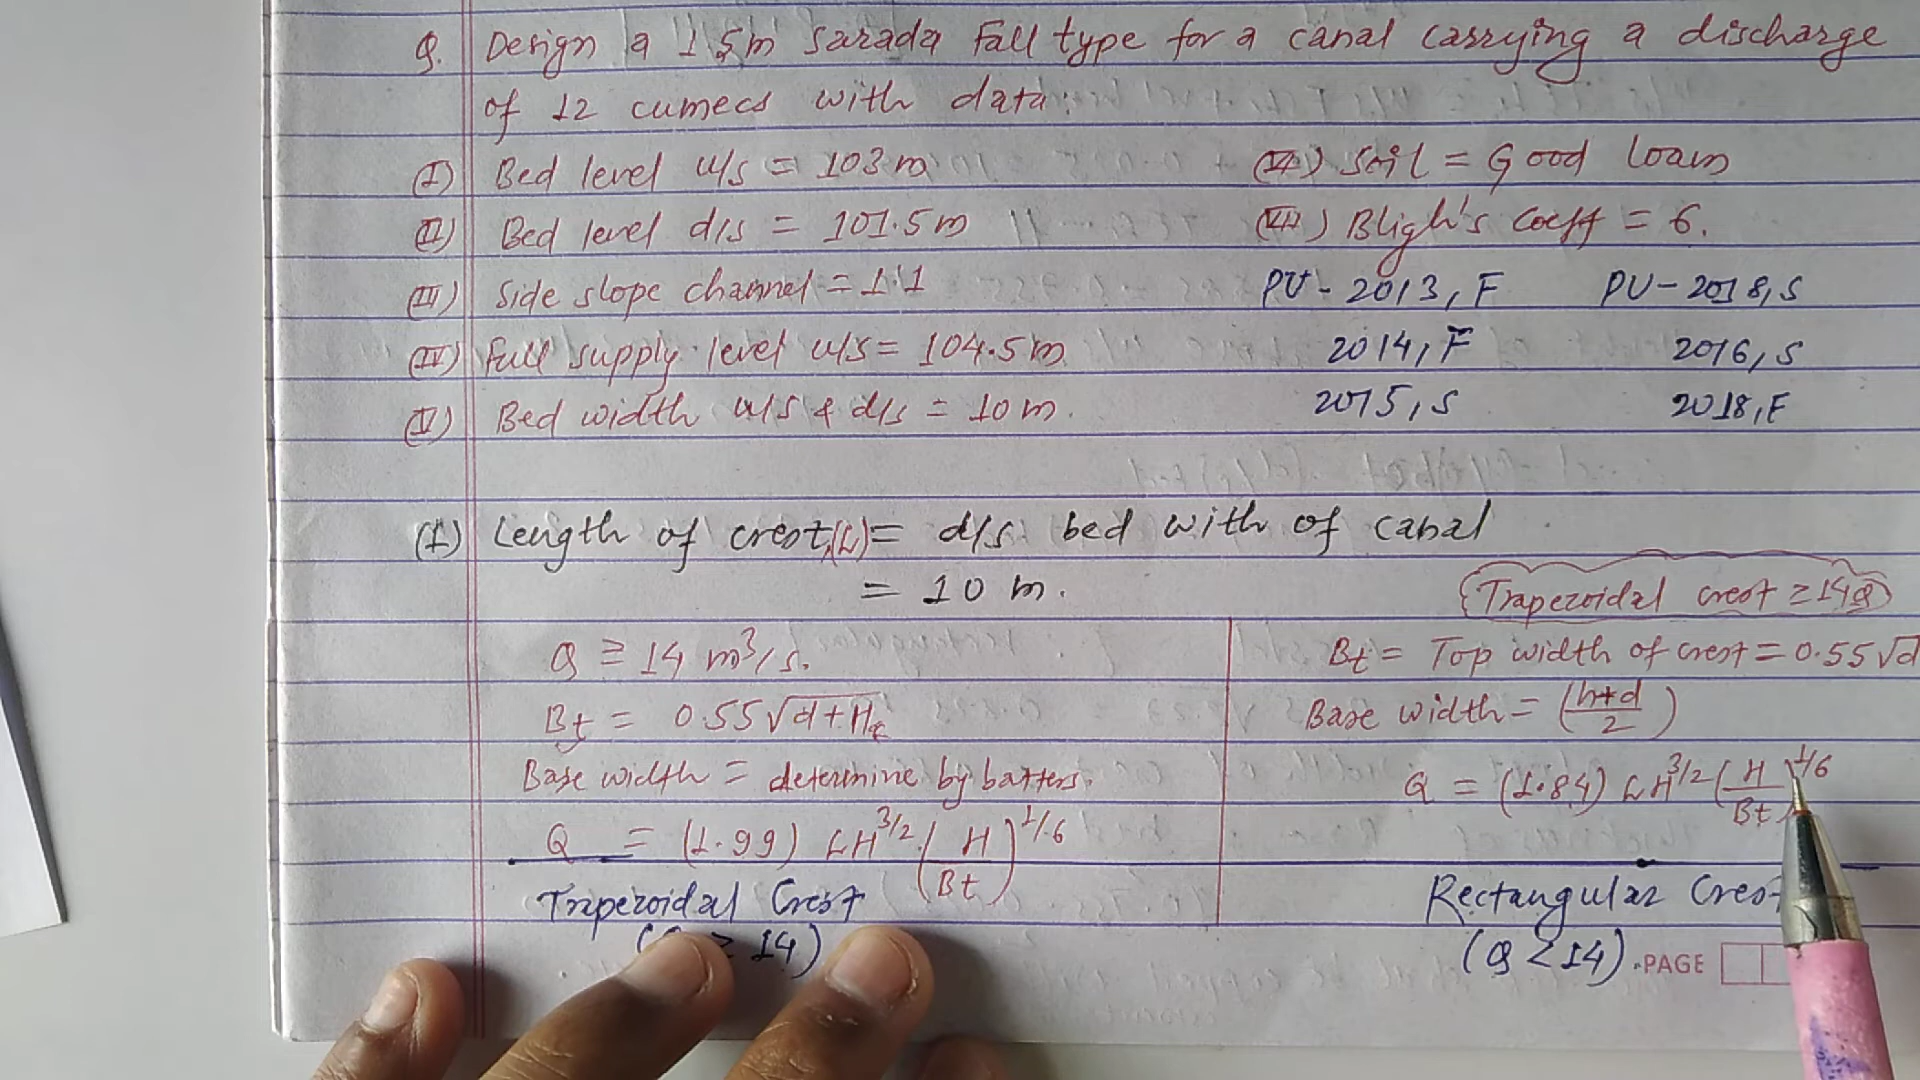 Q. Design a 1.5m Sarada Fall type for a canal carrying a discharge
of 12 cumecs with data:
(I) Bed level u/s = 103 m
(II) Bed level d/s = 101.5 m
(III) Side slope channel = 1:1
(IV) Full supply level u/s = 104.5 m
(V) Bed width u/s & d/s = 10 m.
(VI) Soil = Good loam
(VII) Bligh's Coeff = 6.
PU - 2013, F PU - 2018, S
2014, F 2016, S
2015, S 2018, F
(1) Length of crest, (L) = d/s bed with of canal
= 10 m.
Q ≥ 14 m³/s.
Bt = 0.55√d+H
Base width = determine by batters.
Q = (1.99) LH^3/2 (H/Bt)^1/6
Trapezoidal Crest
≥ 14)
(Trapezoidal crest ≥ 14Q)
Bt = Top width of crest = 0.55√d
Base width = (h+d/2)
Q = (1.84) LH^3/2 (H/Bt)^1/6
Rectangular Crest
(Q < 14).
PAGE